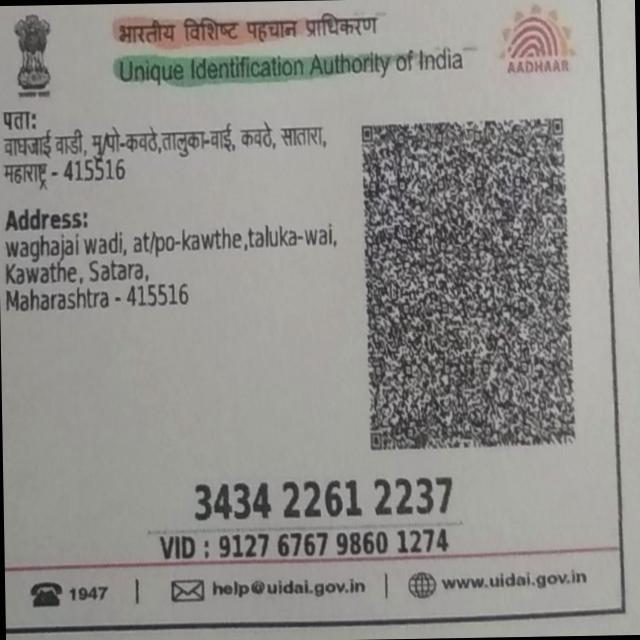 भारतीय विशिष्ट पहचान प्राधिकरण
Unique Identification Authority of India
AADHAAR
पता:
वाघजाई वाडी, मु/पो-कवठे,तालुका-वाई, कवठे, सातारा,
महाराष्ट्र - 415516
Address:
waghajai wadi, at/po-kawthe,taluka-wai,
Kawathe, Satara,
Maharashtra - 415516
3434 2261 2237
VID : 9127 6767 9860 1274
1947 | help@uidai.gov.in | www.uidai.gov.in